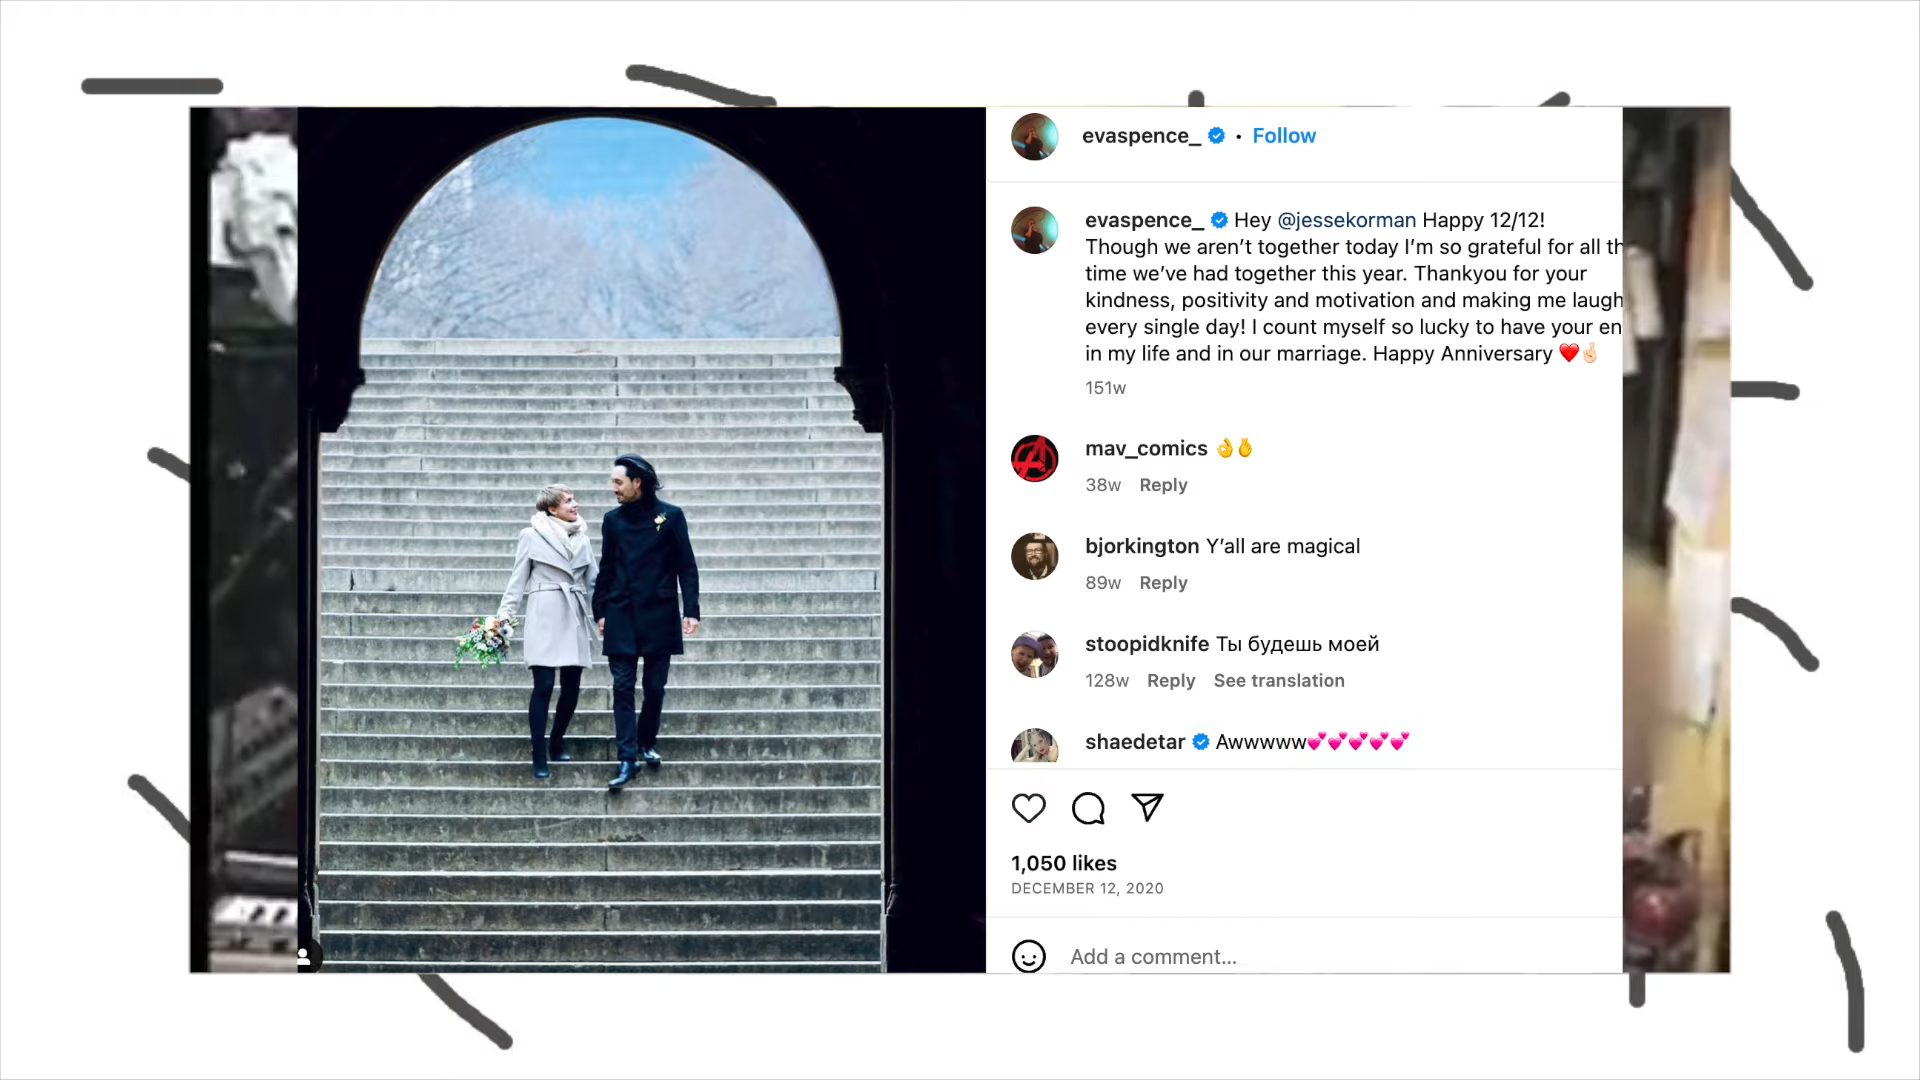 evaspence_ • Follow
evaspence_ Hey @jessekorman Happy 12/12!
Though we aren’t together today I’m so grateful for all th
time we’ve had together this year. Thankyou for your
kindness, positivity and motivation and making me laugh
every single day! I count myself so lucky to have your en
in my life and in our marriage. Happy Anniversary ❤️🤞🏻
151w
mav_comics 👌🫰
38w Reply
bjorkington Y’all are magical
89w Reply
stoopidknife Ты будешь моей
128w Reply See translation
shaedetar Awwwww💕💕💕💕💕
1,050 likes
DECEMBER 12, 2020
Add a comment...